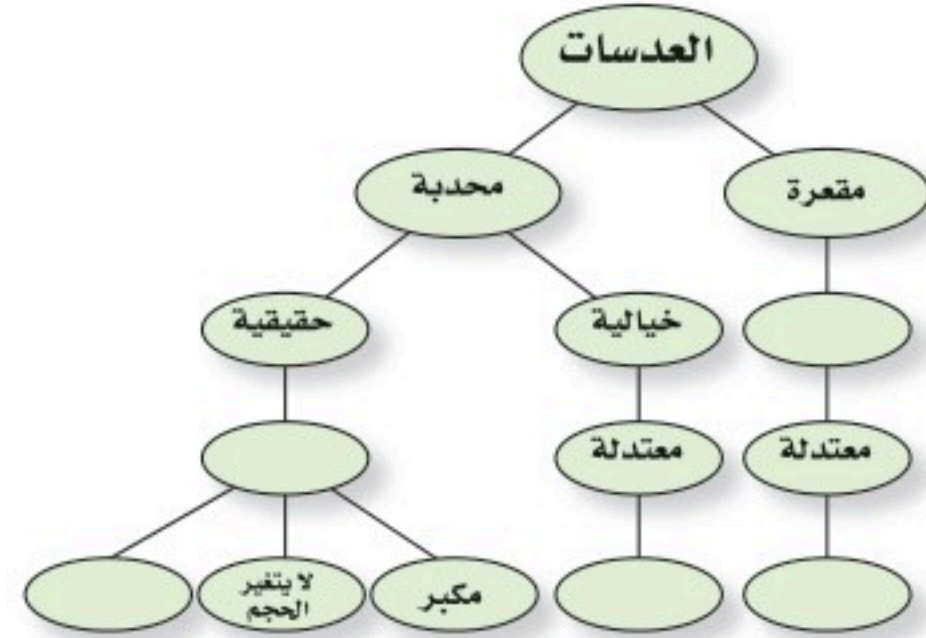 العدسات
محدبة
مقعرة
حقيقية
خيالية
معتدلة
معتدلة
لا يتغير
الحجم
مكبر